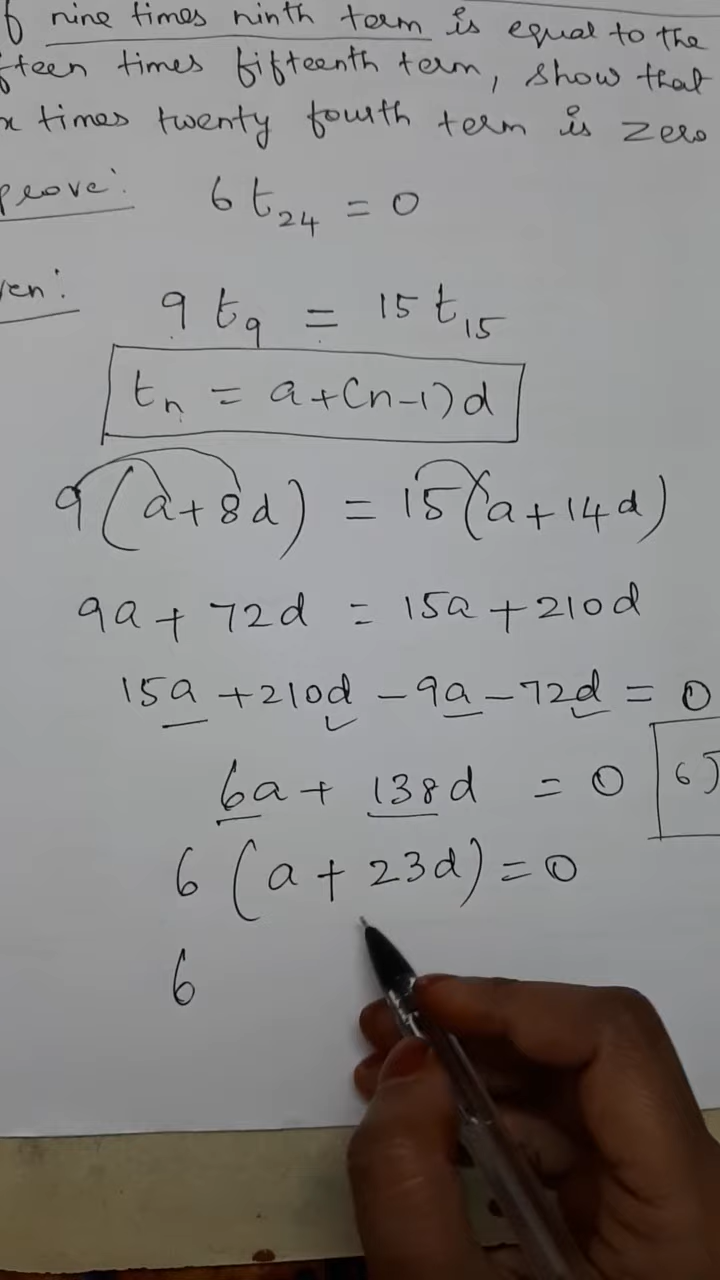 f nine times ninth term is equal to the
fteen times fifteenth term, show that
x times twenty fourth term is zero
prove: 6 t₂₄ = 0
ven: 9 t₉ = 15 t₁₅
tₙ = a+(n-1)d
9(a+8d) = 15(a+14d)
9a + 72d = 15a + 210d
15a + 210d - 9a - 72d = 0
6a + 138d = 0
6 (a + 23d) = 0
6